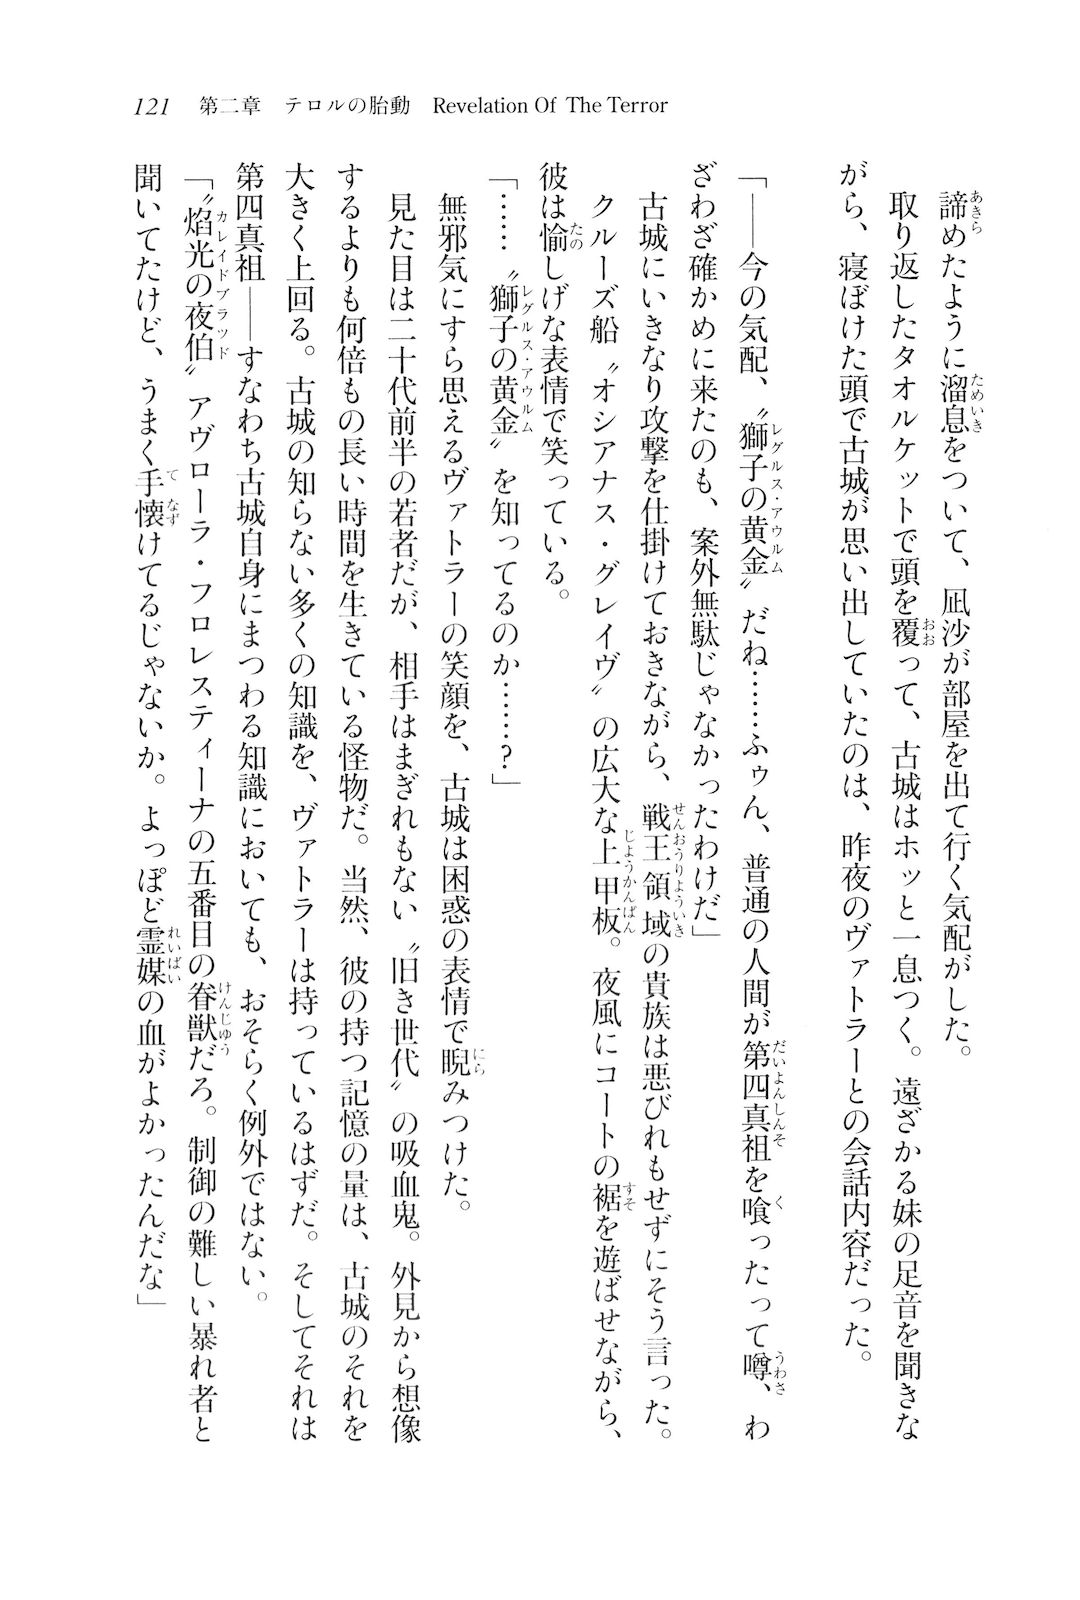 121　第二章　テロルの胎動　Revelation Of The Terror
　諦めたように溜息をついて、凪沙が部屋を出て行く気配がした。
　取り返したタオルケットで頭を覆って、古城はホッと一息つく。遠ざかる妹の足音を聞きな
がら、寝ぼけた頭で古城が思い出していたのは、昨夜のヴァトラーとの会話内容だった。
「――今の気配、〝獅子の黄金〟だね……ふゥん、普通の人間が第四真祖を喰ったって噂、わ
ざわざ確かめに来たのも、案外無駄じゃなかったわけだ」
　古城にいきなり攻撃を仕掛けておきながら、戦王領域の貴族は悪びれもせずにそう言った。
　クルーズ船〝オシアナス・グレイヴ〟の広大な上甲板。夜風にコートの裾を遊ばせながら、
彼は愉しげな表情で笑っている。
「……〝獅子の黄金〟を知ってるのか……？」
　無邪気にすら思えるヴァトラーの笑顔を、古城は困惑の表情で睨みつけた。
　見た目は二十代前半の若者だが、相手はまぎれもない〝旧き世代〟の吸血鬼。外見から想像
するよりも何倍もの長い時間を生きている怪物だ。当然、彼の持つ記憶の量は、古城のそれを
大きく上回る。古城の知らない多くの知識を、ヴァトラーは持っているはずだ。そしてそれは
第四真祖――すなわち古城自身にまつわる知識においても、おそらく例外ではない。
「〝焔光の夜伯〟アヴローラ・フロレスティーナの五番目の眷獣だろ。制御の難しい暴れ者と
聞いてたけど、うまく手懐けてるじゃないか。よっぽど霊媒の血がよかったんだな」